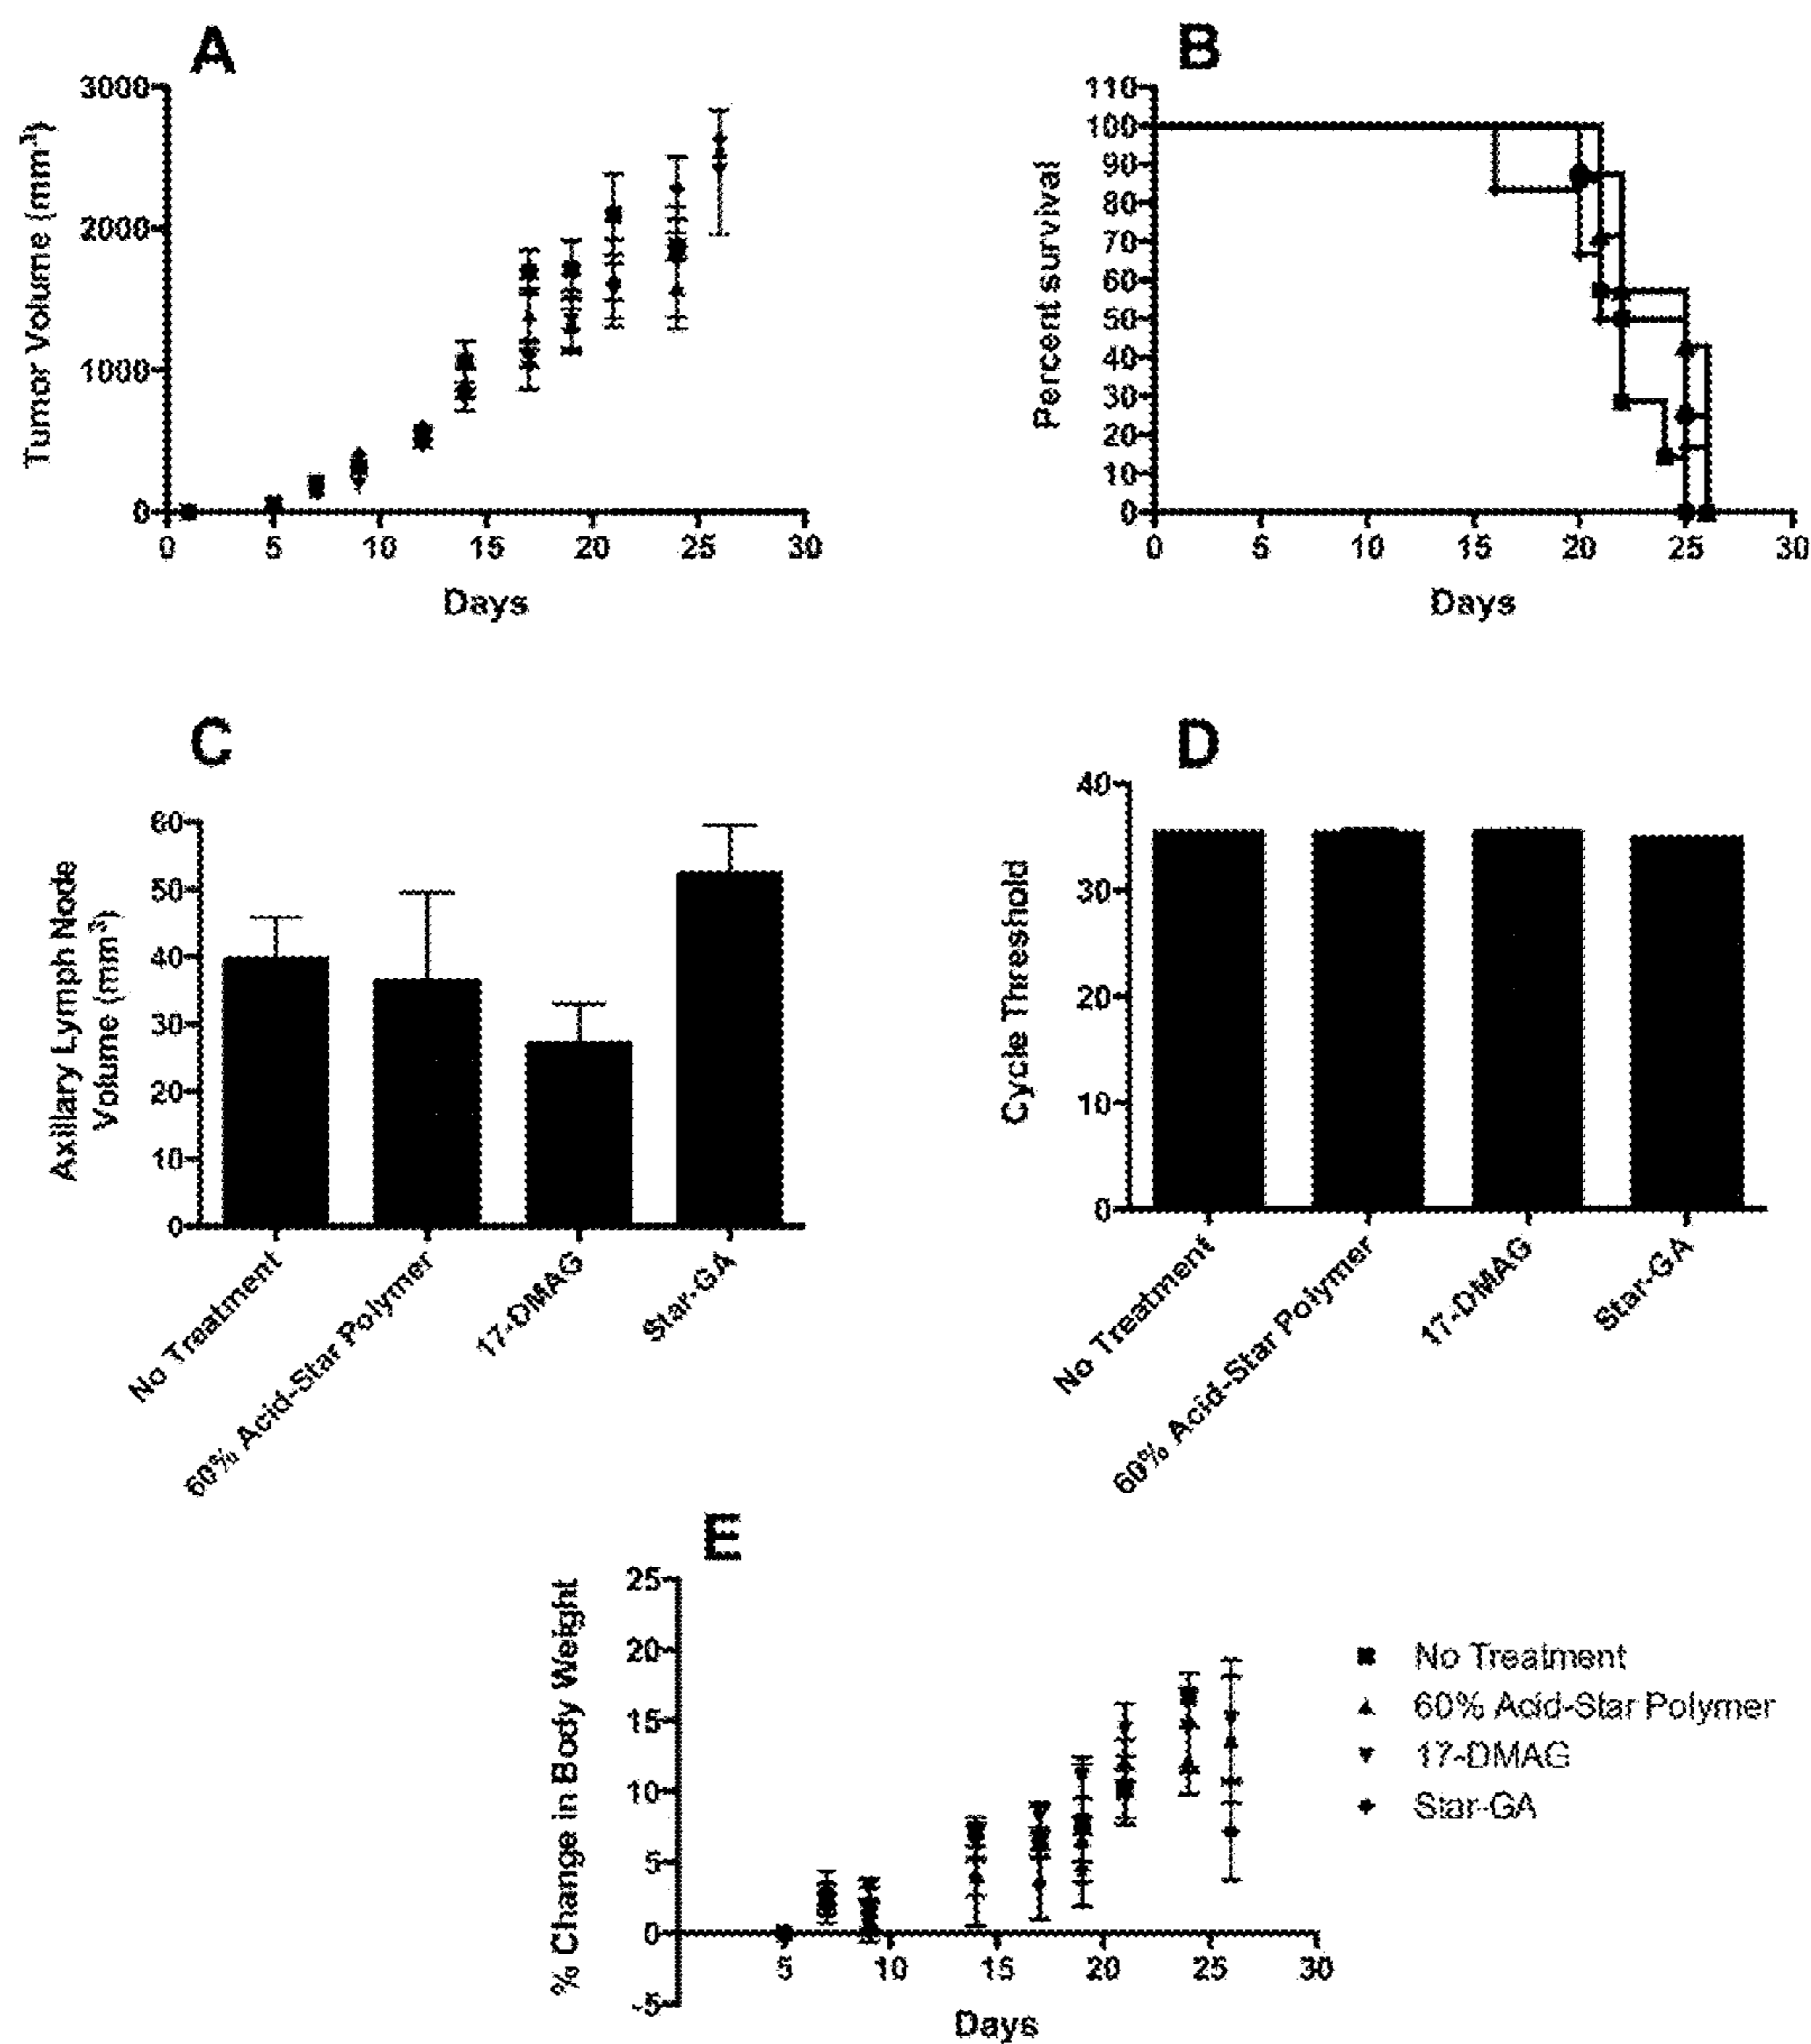 A
3000
2000
1000
0
Tumor Volume (mm³)
0 5 10 15 20 25 30
Days
B
110
100
90
80
70
60
50
40
30
20
10
0
Percent survival
0 5 10 15 20 25 30
Days
C
60
50
40
30
20
10
0
Axillary Lymph Node
Volume (mm³)
No Treatment
60% Acid-Star Polymer
17-DMAG
Star-GA
D
40
30
20
10
0
Cycle Threshold
No Treatment
60% Acid-Star Polymer
17-DMAG
Star-GA
E
25
20
15
10
5
0
-5
% Change in Body Weight
5 10 15 20 25 30
Days
No Treatment
60% Acid-Star Polymer
17-DMAG
Star-GA